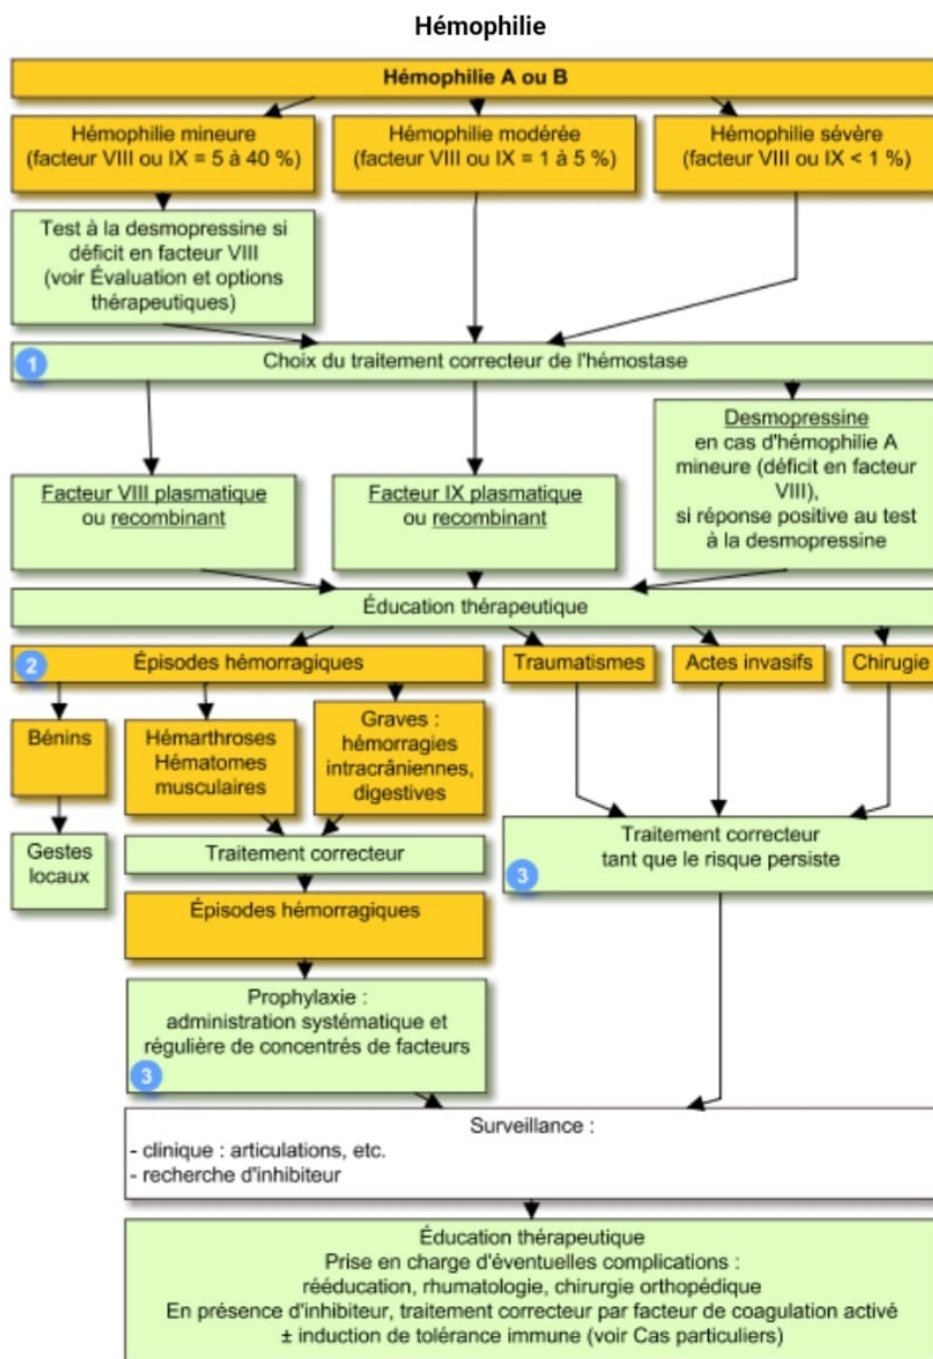 Hémophilie
Hémophilie A ou B
Hémophilie mineure
(facteur VIII ou IX = 5 à 40 %)
Hémophilie modérée
(facteur VIII ou IX = 1 à 5 %)
Hémophilie sévère
(facteur VIII ou IX < 1 %)
Test à la desmopressine si
déficit en facteur VIII
(voir Évaluation et options
thérapeutiques)
1
Choix du traitement correcteur de l'hémostase
Facteur VIII plasmatique
ou recombinant
Facteur IX plasmatique
ou recombinant
Desmopressine
en cas d'hémophilie A
mineure (déficit en facteur
VIII),
si réponse positive au test
à la desmopressine
Éducation thérapeutique
2
Épisodes hémorragiques
Traumatismes
Actes invasifs
Chirugie
Bénins
Hémarthroses
Hématomes
musculaires
Graves :
hémorragies
intracrâniennes,
digestives
Gestes
locaux
Traitement correcteur
Traitement correcteur
tant que le risque persiste
3
Épisodes hémorragiques
Prophylaxie :
administration systématique et
régulière de concentrés de facteurs
3
Surveillance :
- clinique : articulations, etc.
- recherche d'inhibiteur
Éducation thérapeutique
Prise en charge d'éventuelles complications :
rééducation, rhumatologie, chirurgie orthopédique
En présence d'inhibiteur, traitement correcteur par facteur de coagulation activé
± induction de tolérance immune (voir Cas particuliers)